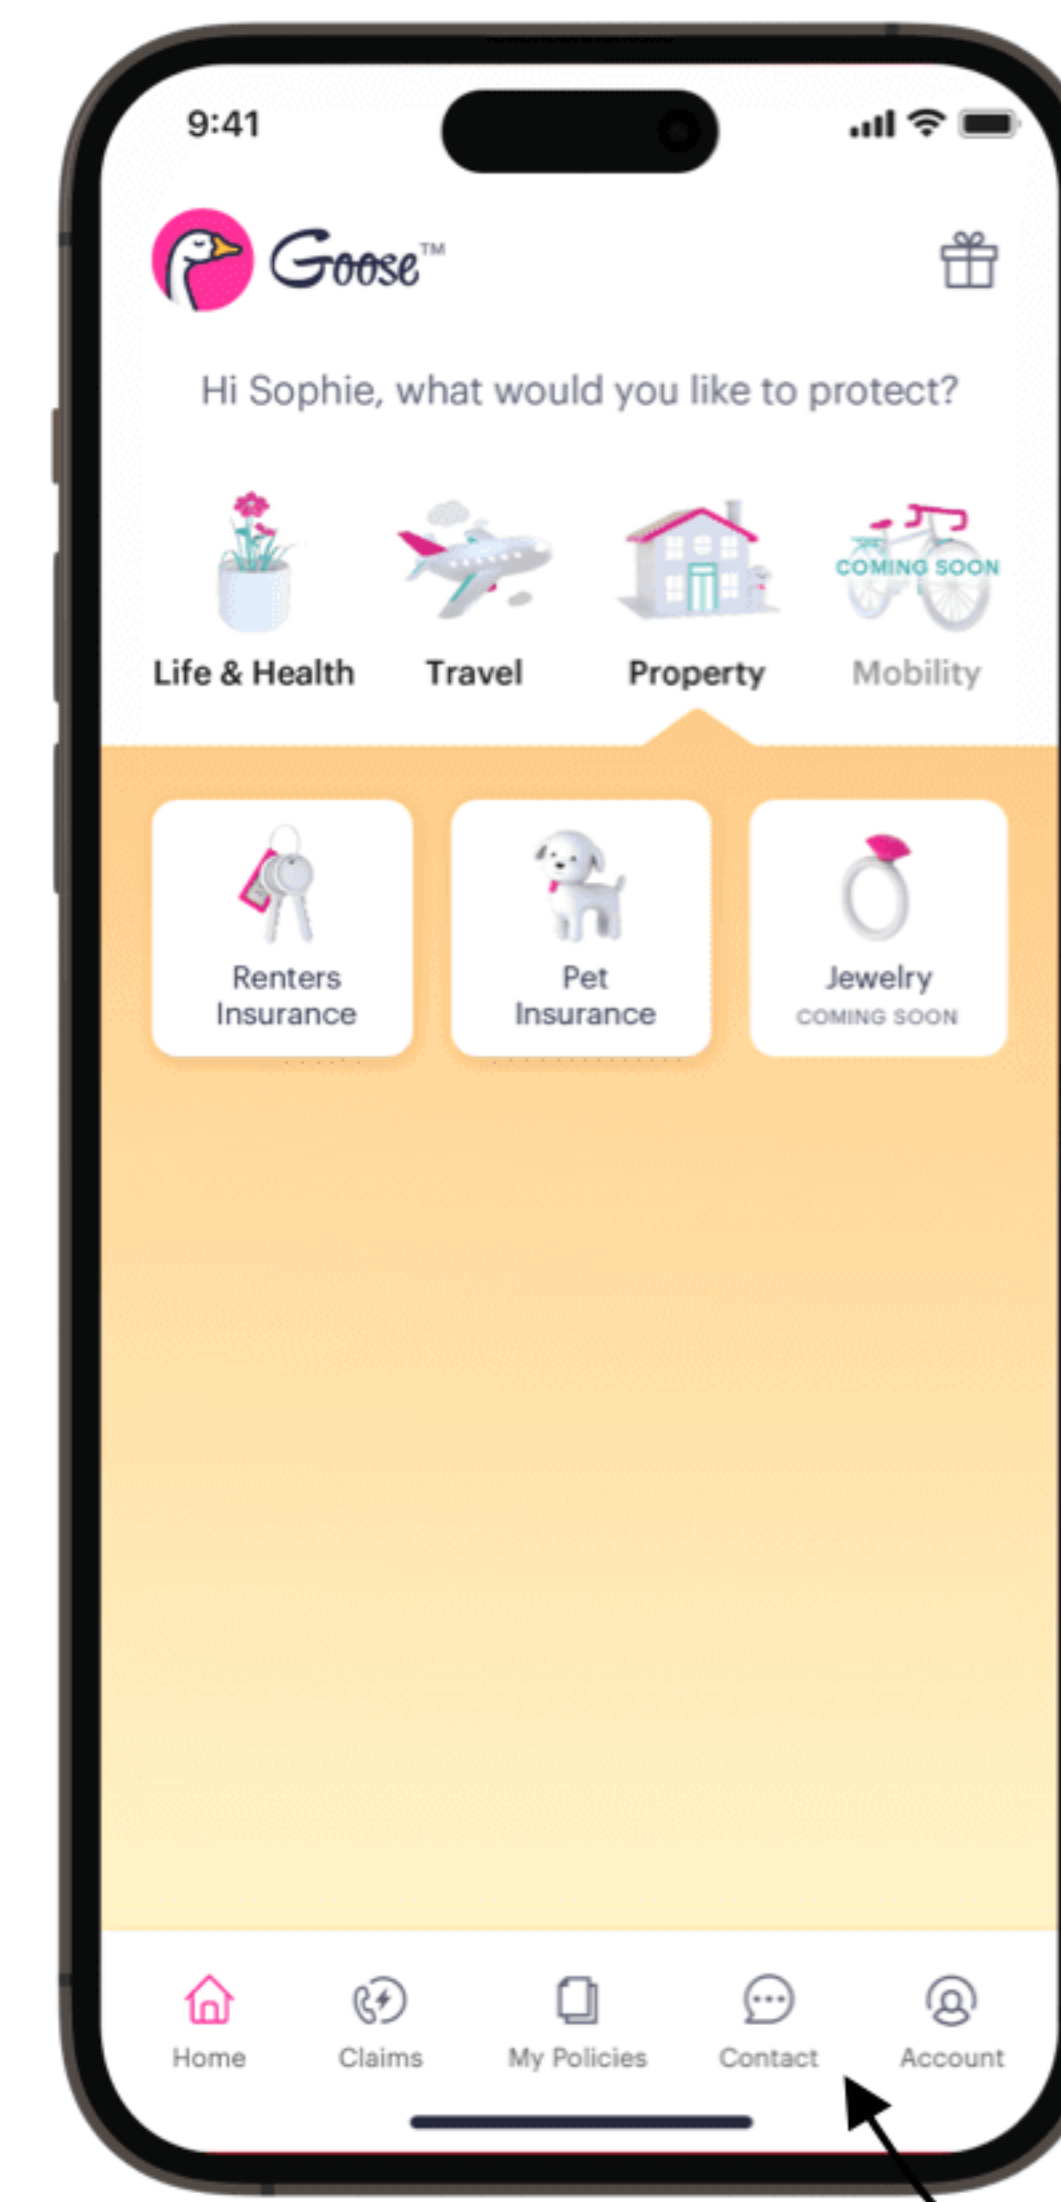 9:41
Goose™
Hi Sophie, what would you like to protect?
COMING SOON
Life & Health Travel Property Mobility
Renters Insurance
Pet Insurance
Jewelry
COMING SOON
Home Claims My Policies Contact Account